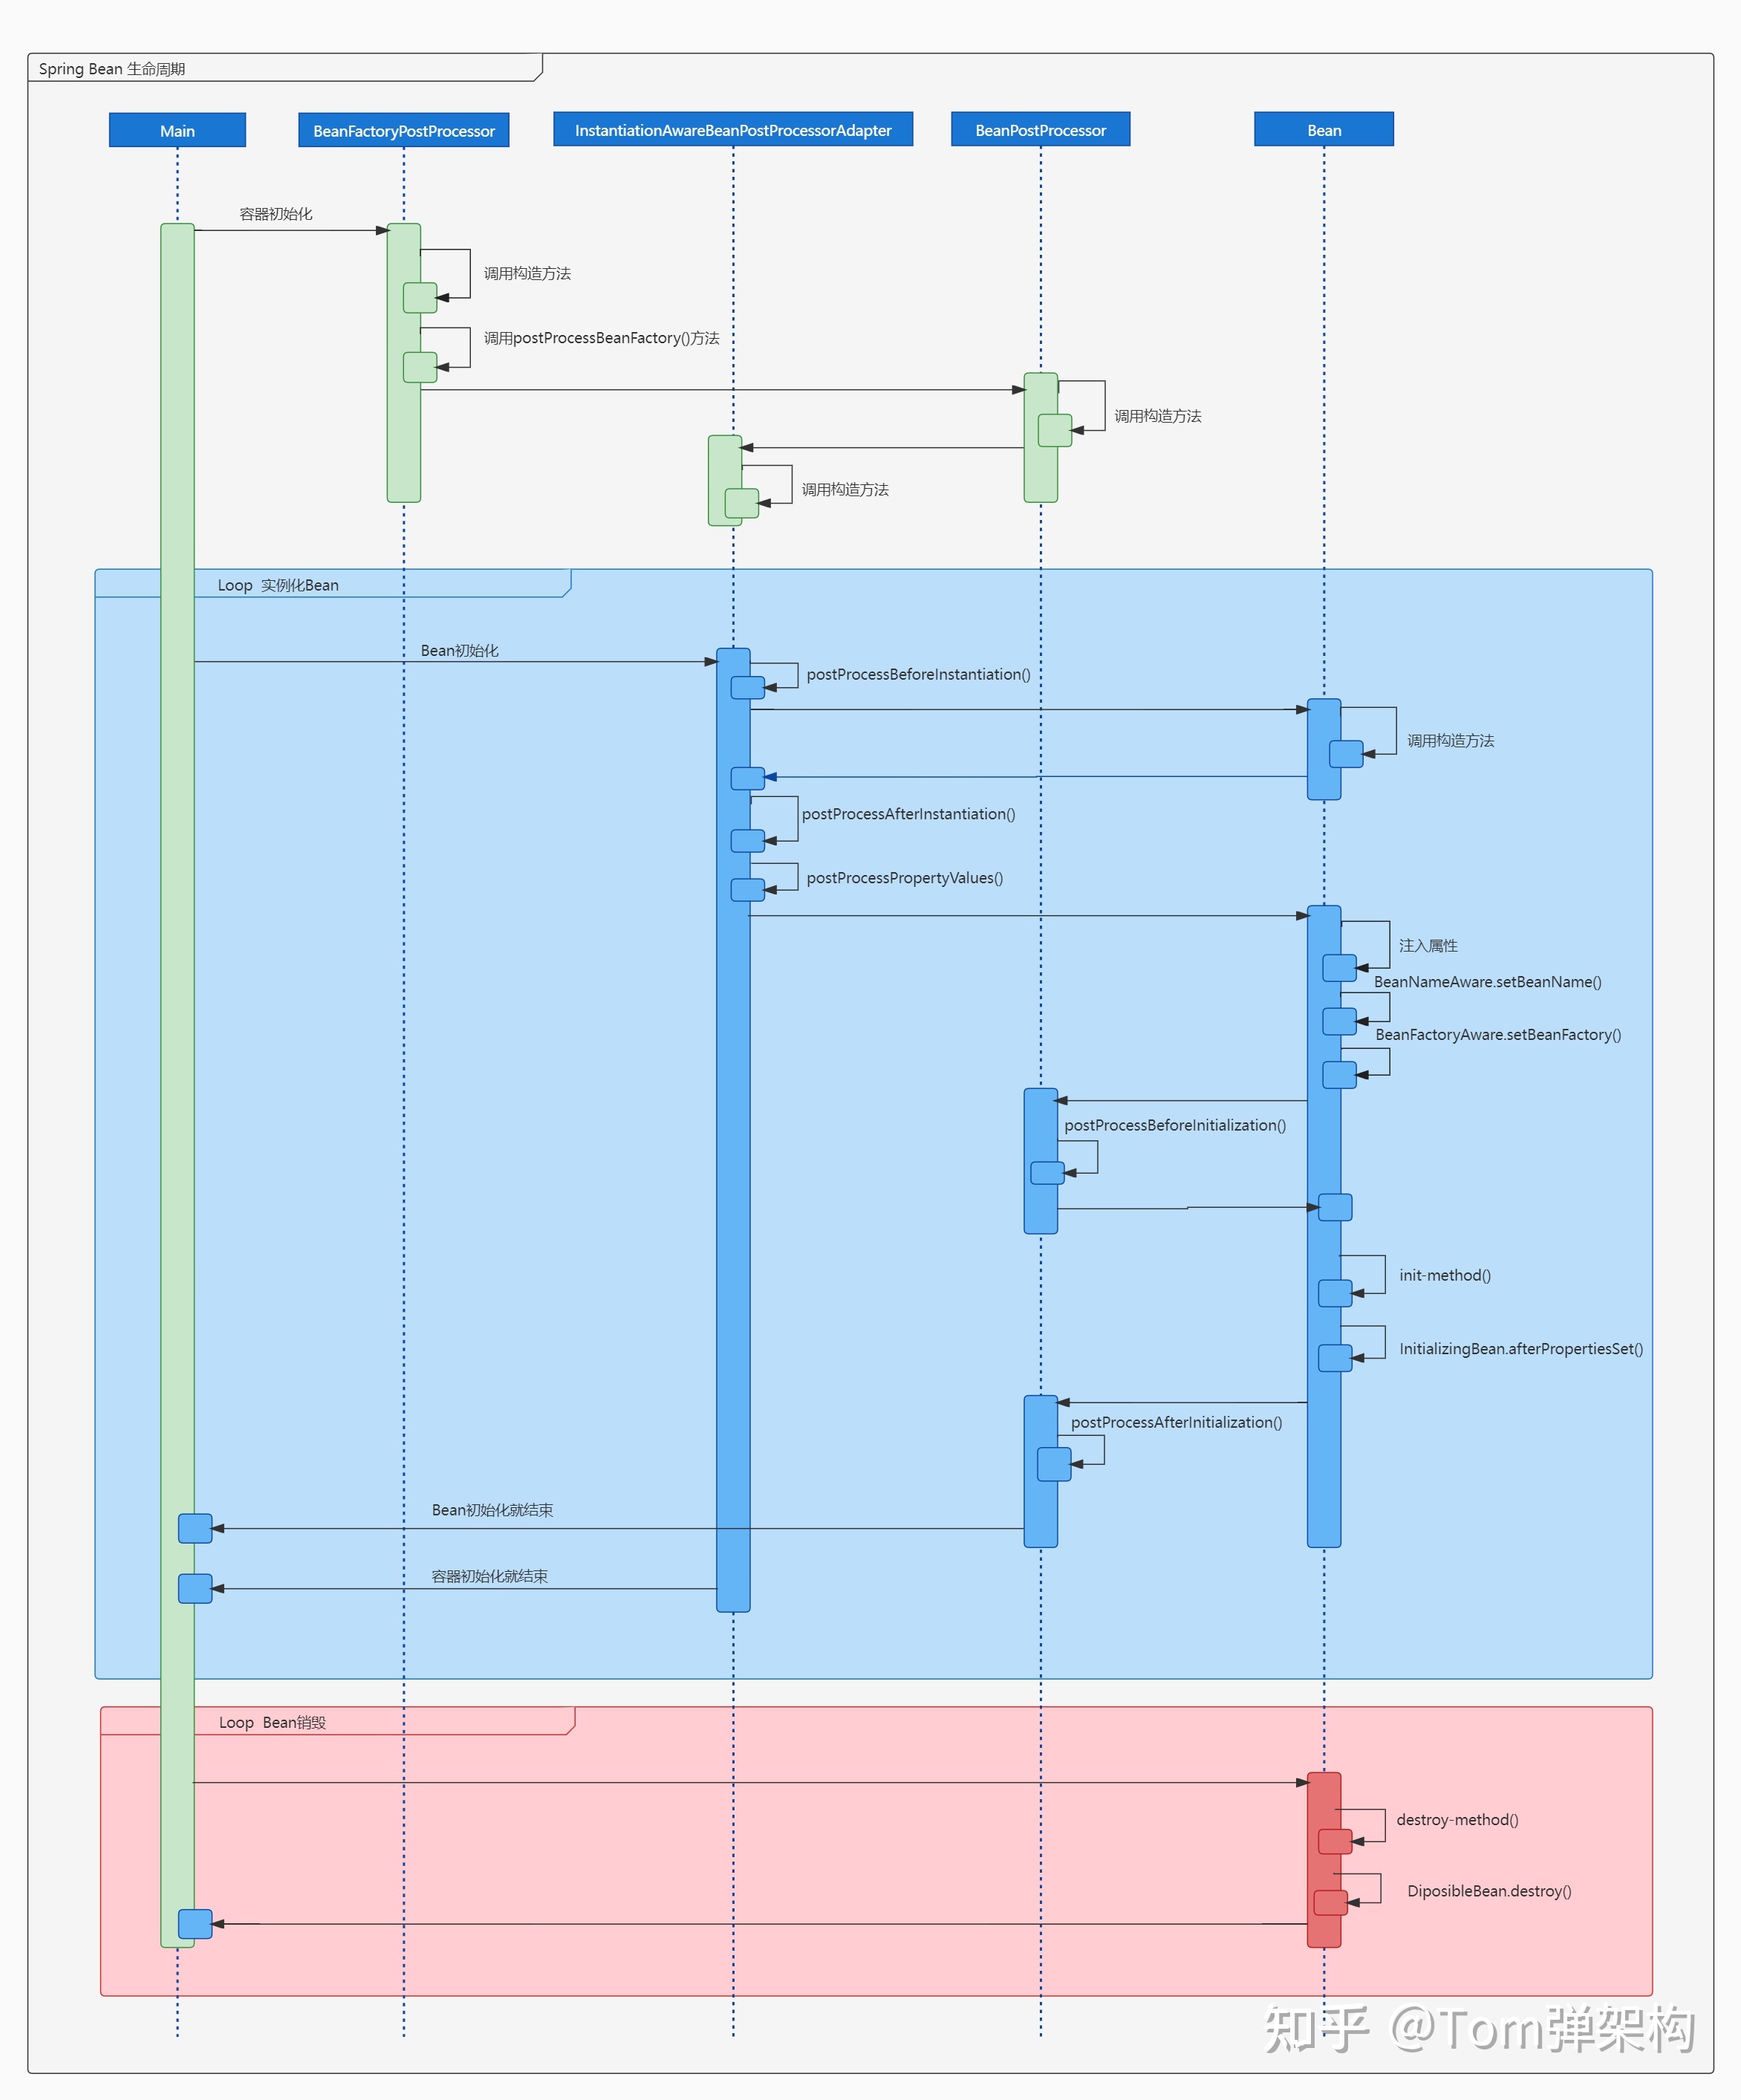 Spring Bean 生命周期
Main
BeanFactoryPostProcessor
InstantiationAwareBeanPostProcessorAdapter
BeanPostProcessor
Bean
容器初始化
调用构造方法
调用postProcessBeanFactory()方法
调用构造方法
调用构造方法
Loop 实例化Bean
Bean初始化
postProcessBeforeInstantiation()
调用构造方法
postProcessAfterInstantiation()
postProcessPropertyValues()
注入属性
BeanNameAware.setBeanName()
BeanFactoryAware.setBeanFactory()
postProcessBeforeInitialization()
init-method()
InitializingBean.afterPropertiesSet()
postProcessAfterInitialization()
Bean初始化就结束
容器初始化就结束
Loop Bean销毁
destroy-method()
DiposibleBean.destroy()
知乎 @Tom弹架构